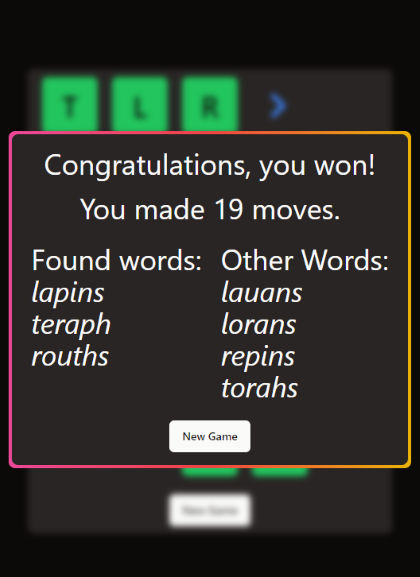 T L R
Congratulations, you won!
You made 19 moves.
Found words:
lapins
teraph
rouths
Other Words:
lauans
lorans
repins
torahs
New Game
New Game